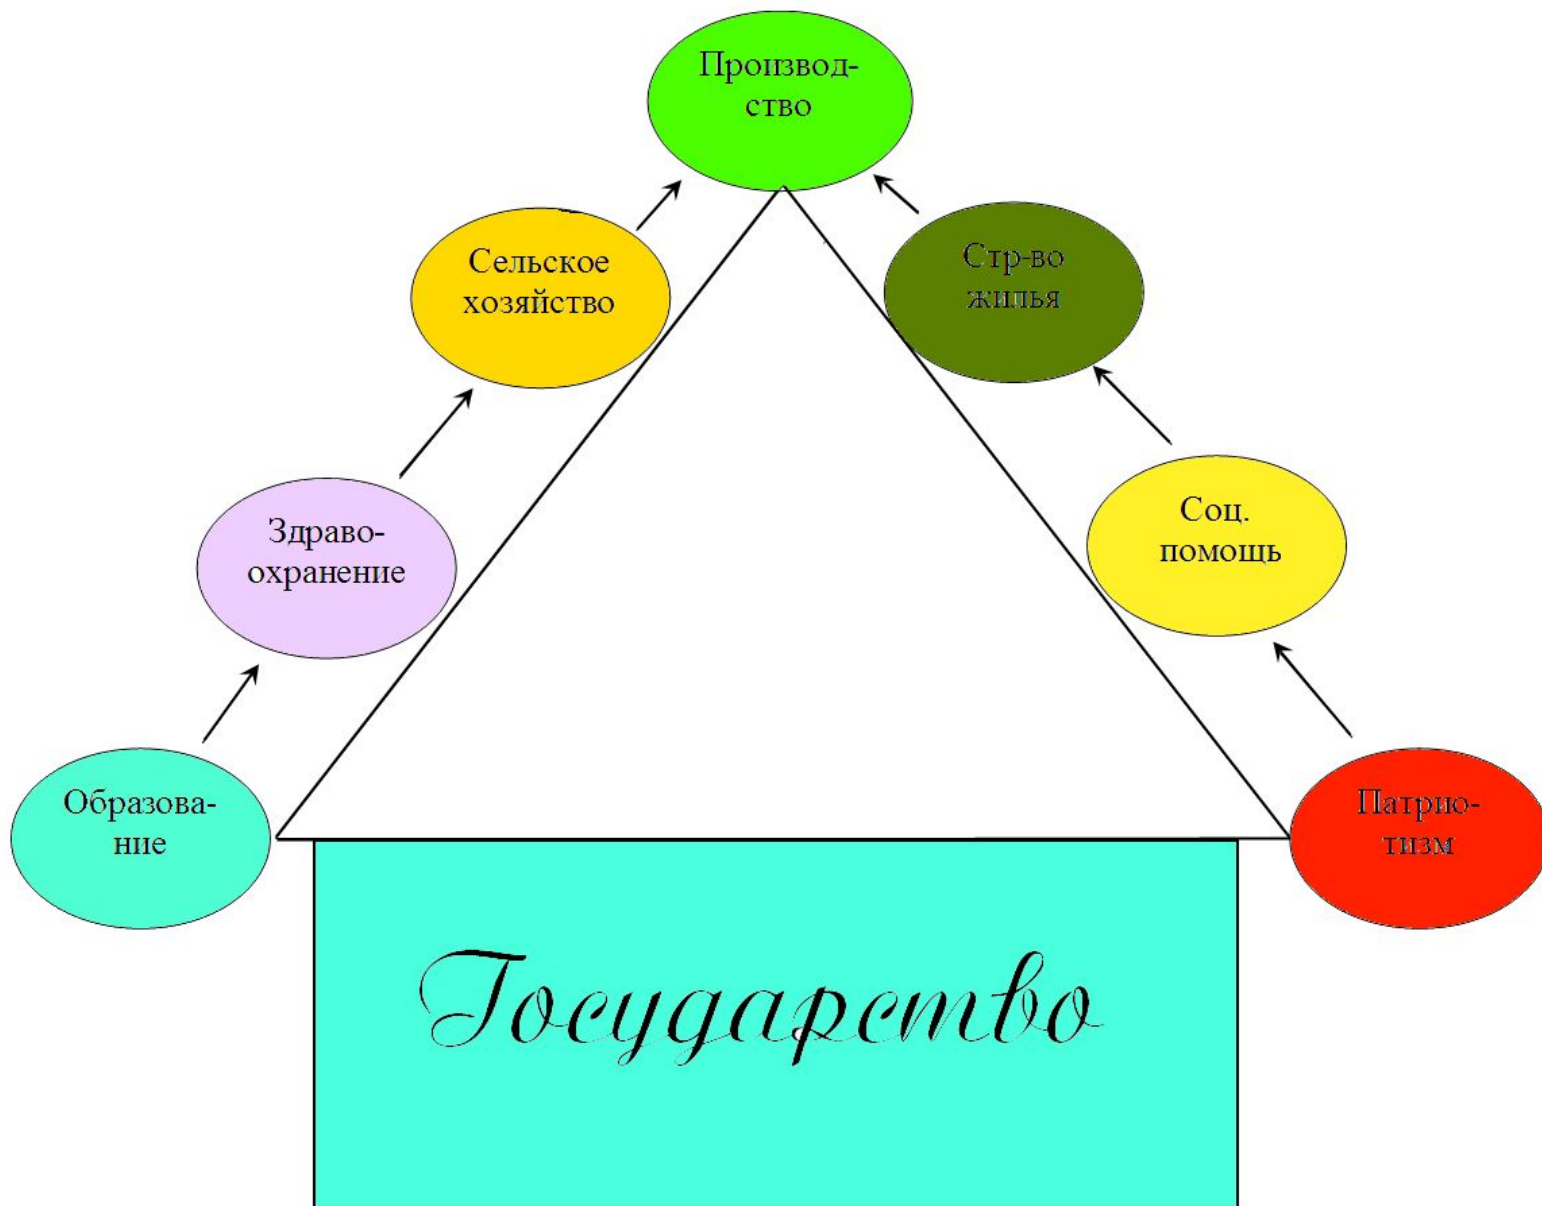 Производ-
ство
Сельское
хозяйство
Стр-во
жилья
Здраво-
охранение
Соц.
помощь
Образова-
ние
Патрио-
тизм
Государство